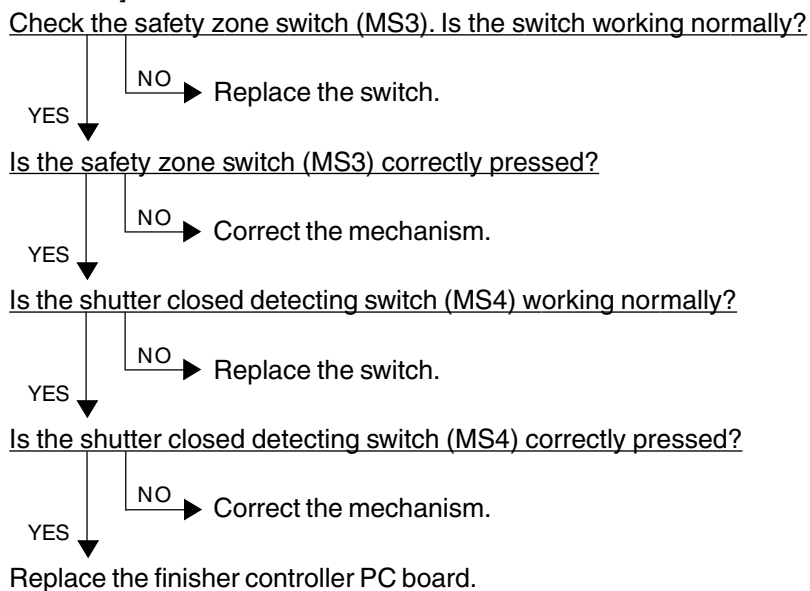 Check the safety zone switch (MS3). Is the switch working normally?
NO
Replace the switch.
YES
Is the safety zone switch (MS3) correctly pressed?
NO
Correct the mechanism.
YES
Is the shutter closed detecting switch (MS4) working normally?
NO
Replace the switch.
YES
Is the shutter closed detecting switch (MS4) correctly pressed?
NO
Correct the mechanism.
YES
Replace the finisher controller PC board.